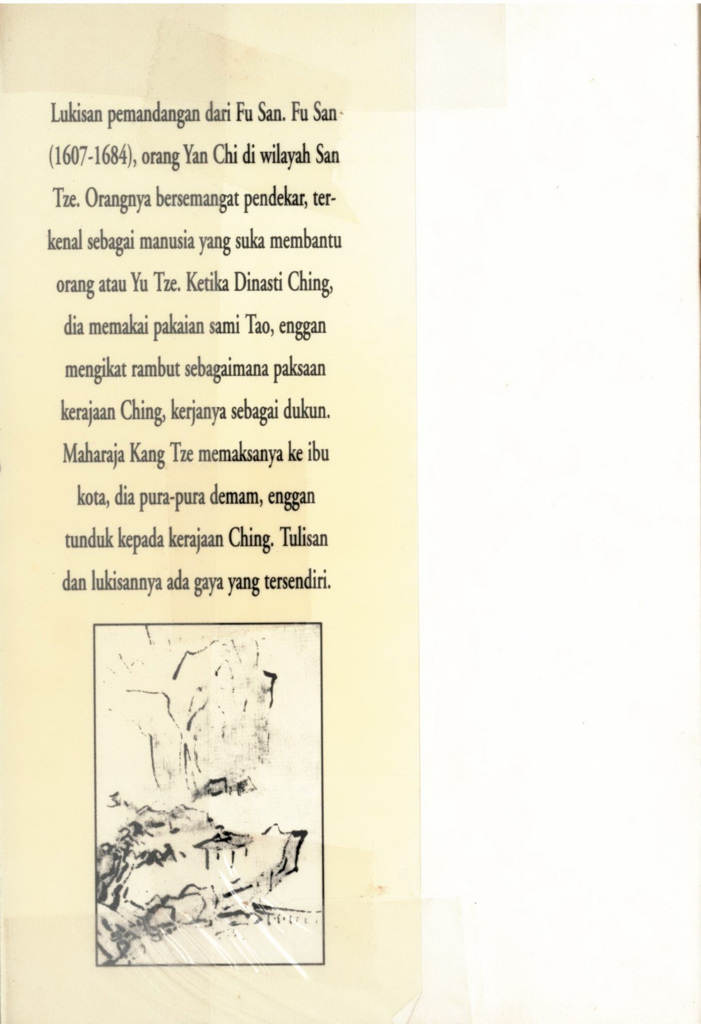 Lukisan pemandangan dari Fu San. Fu San
(1607-1684), orang Yan Chi di wilayah San
Tze. Orangnya bersemangat pendekar, ter-
kenal sebagai manusia yang suka membantu
orang atau Yu Tze. Ketika Dinasti Ching,
dia memakai pakaian sami Tao, enggan
mengikat rambut sebagaimana paksaan
kerajaan Ching, kerjanya sebagai dukun.
Maharaja Kang Tze memaksanya ke ibu
kota, dia pura-pura demam, enggan
tunduk kepada kerajaan Ching. Tulisan
dan lukisannya ada gaya yang tersendiri.